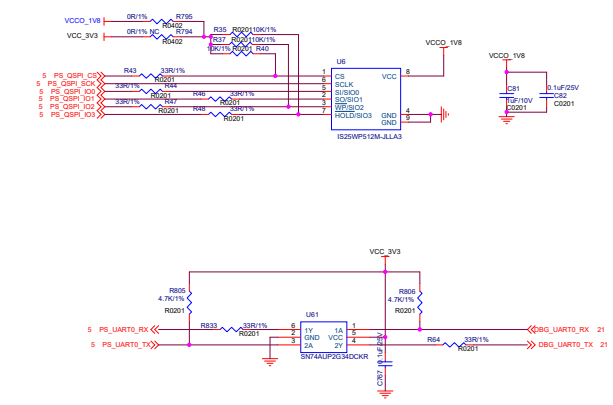 VCCO_1V8 0R/1% R795
R0402
VCC_3V3 0R/1% NC R794
R0402
R35 R0201 10K/1%
R37 R0201 10K/1%
10K/1% R0201 R40
5 PS_QSPI_CS R43 33R/1%
R0201
5 PS_QSPI_SCK
5 PS_QSPI_IO0 33R/1% R44
R0201
5 PS_QSPI_IO1 R46 33R/1%
R0201
5 PS_QSPI_IO2 33R/1% R47
R0201
5 PS_QSPI_IO3 R48 33R/1%
R0201
U6
1 CS VCC 8
6 SCLK
5 SI/SIO0
2 SO/SIO1
3 WP/SIO2 GND 4
7 HOLD/SIO3 GND 9
IS25WP512M-JLLA3
VCCO_1V8
VCCO_1V8
C81
1uF/10V
C0201
0.1uF/25V
C82
C0201
VCC_3V3
R805
4.7K/1%
R0201
R806
4.7K/1%
R0201
U61
5 PS_UART0_RX R833 33R/1%
R0201
5 PS_UART0_TX
6 1Y 1A 1
2 GND VCC 5
3 2A 2Y 4
SN74AUP2G34DCKR
DBG_UART0_RX 21
R64 33R/1%
R0201
DBG_UART0_TX 21
C767 0.1uF/25V